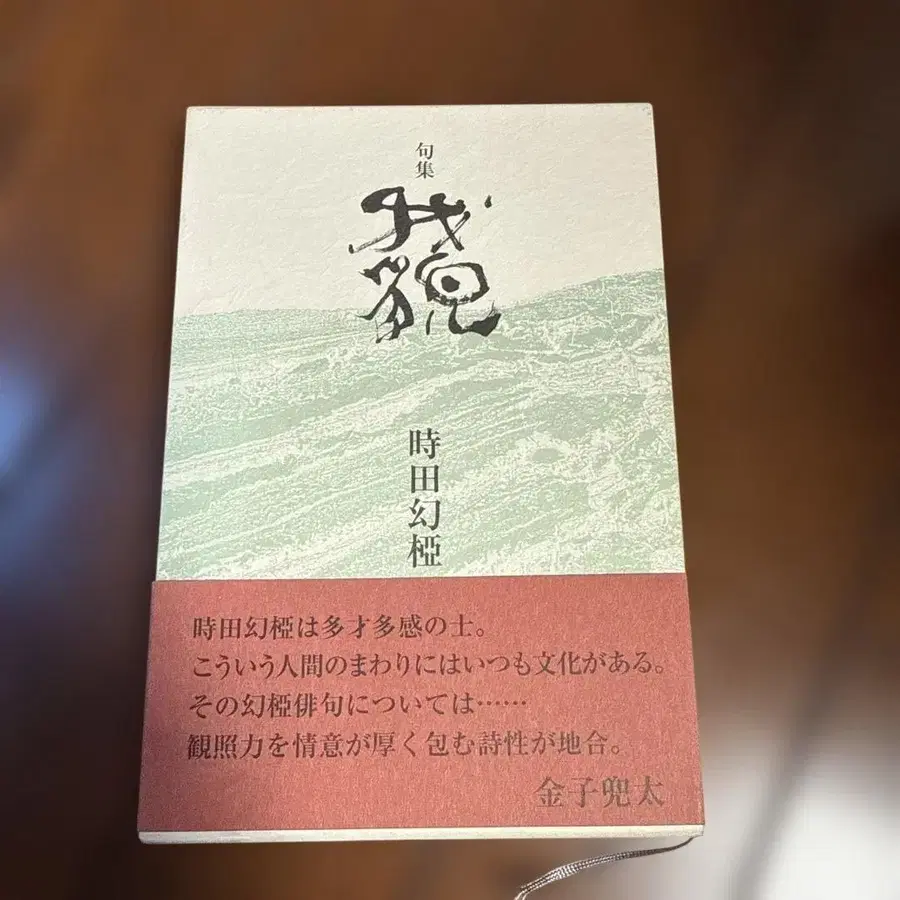 句集
我貌
時田幻椏
時田幻椏は多才多感の士。
こういう人間のまわりにはいつも文化がある。
その幻椏俳句については……
観照力を情意が厚く包む詩性が地合。
金子兜太